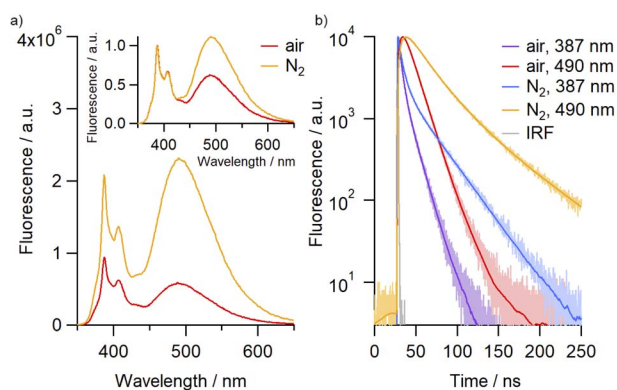 a)
4x10⁶
3
2
1
0
Fluorescence / a.u.
400
500
600
Wavelength / nm
1.0
0.5
0.0
Fluorescence / a.u.
400
500
600
Wavelength / nm
air
N₂
b)
10⁴
10³
10²
10¹
Fluorescence / a.u.
0
50
100
150
200
250
Time / ns
air, 387 nm
air, 490 nm
N₂, 387 nm
N₂, 490 nm
IRF